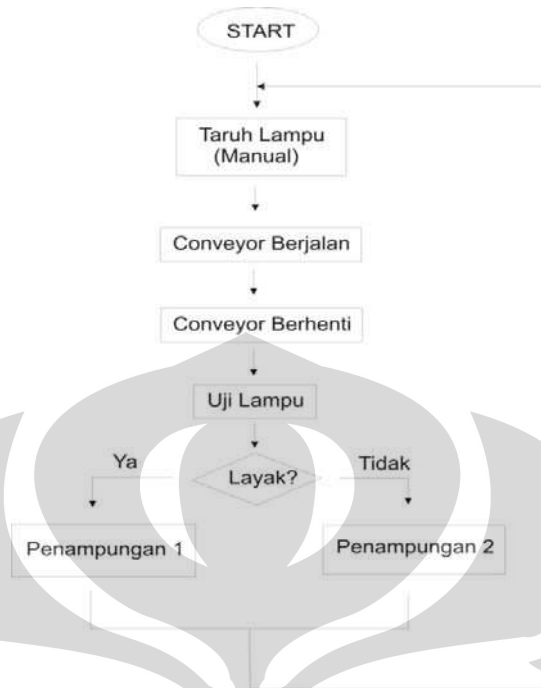 START
Taruh Lampu
(Manual)
Conveyor Berjalan
Conveyor Berhenti
Uji Lampu
Ya
Layak?
Tidak
Penampungan 1
Penampungan 2